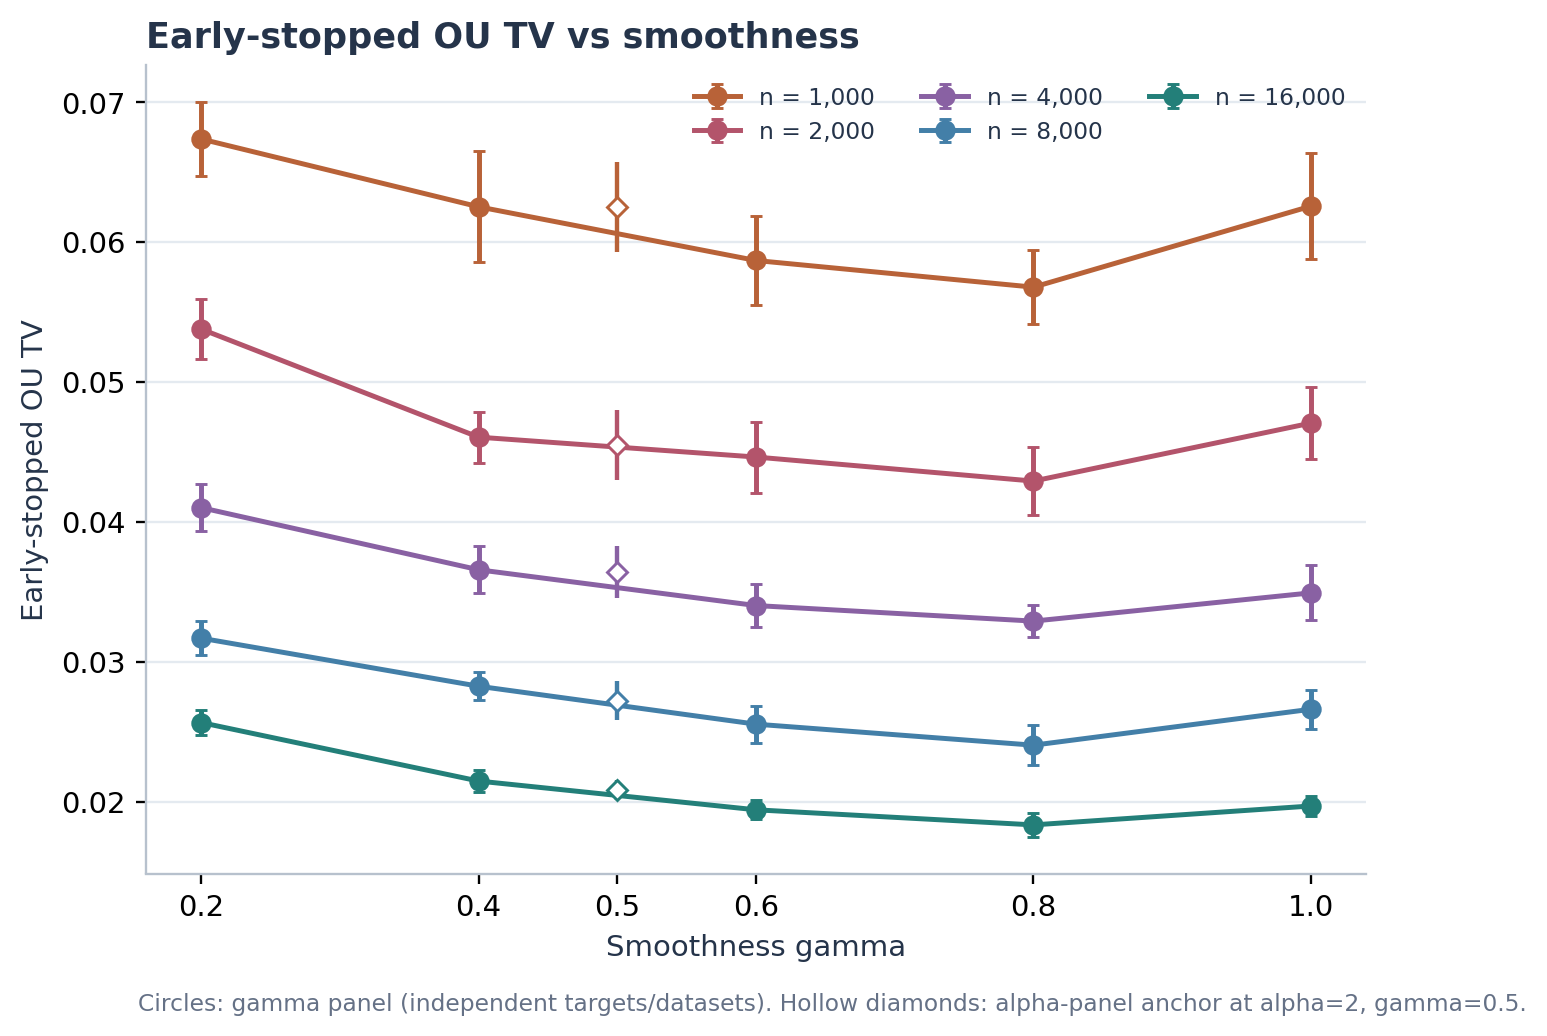 Early-stopped OU TV vs smoothness
n = 1,000
n = 2,000
n = 4,000
n = 8,000
n = 16,000
Early-stopped OU TV
0.07
0.06
0.05
0.04
0.03
0.02
0.2
0.4
0.5
0.6
0.8
1.0
Smoothness gamma
Circles: gamma panel (independent targets/datasets). Hollow diamonds: alpha-panel anchor at alpha=2, gamma=0.5.